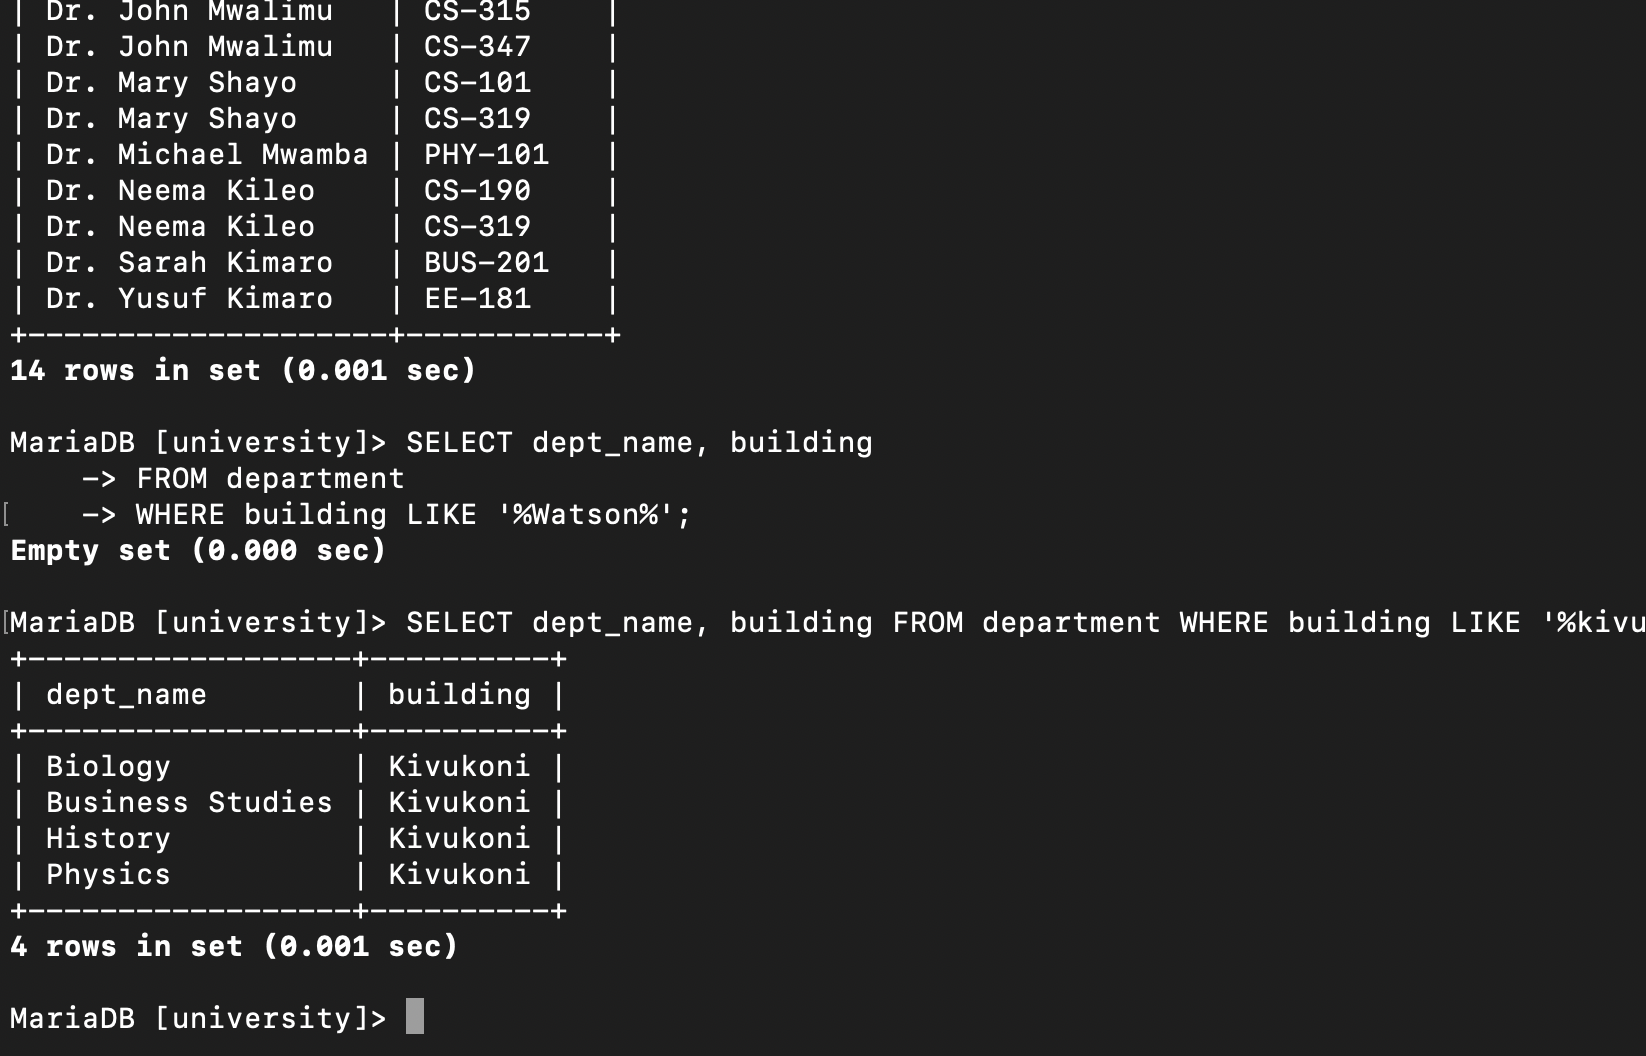 | Dr. John Mwalimu   | CS-315    |
| Dr. John Mwalimu   | CS-347    |
| Dr. Mary Shayo     | CS-101    |
| Dr. Mary Shayo     | CS-319    |
| Dr. Michael Mwamba | PHY-101   |
| Dr. Neema Kileo    | CS-190    |
| Dr. Neema Kileo    | CS-319    |
| Dr. Sarah Kimaro   | BUS-201   |
| Dr. Yusuf Kimaro   | EE-181    |
+--------------------+-----------+
14 rows in set (0.001 sec)
MariaDB [university]> SELECT dept_name, building
    -> FROM department
[    -> WHERE building LIKE '%Watson%';
Empty set (0.000 sec)
[MariaDB [university]> SELECT dept_name, building FROM department WHERE building LIKE '%kivu
+------------------+----------+
| dept_name        | building |
+------------------+----------+
| Biology          | Kivukoni |
| Business Studies | Kivukoni |
| History          | Kivukoni |
| Physics          | Kivukoni |
+------------------+----------+
4 rows in set (0.001 sec)
MariaDB [university]>